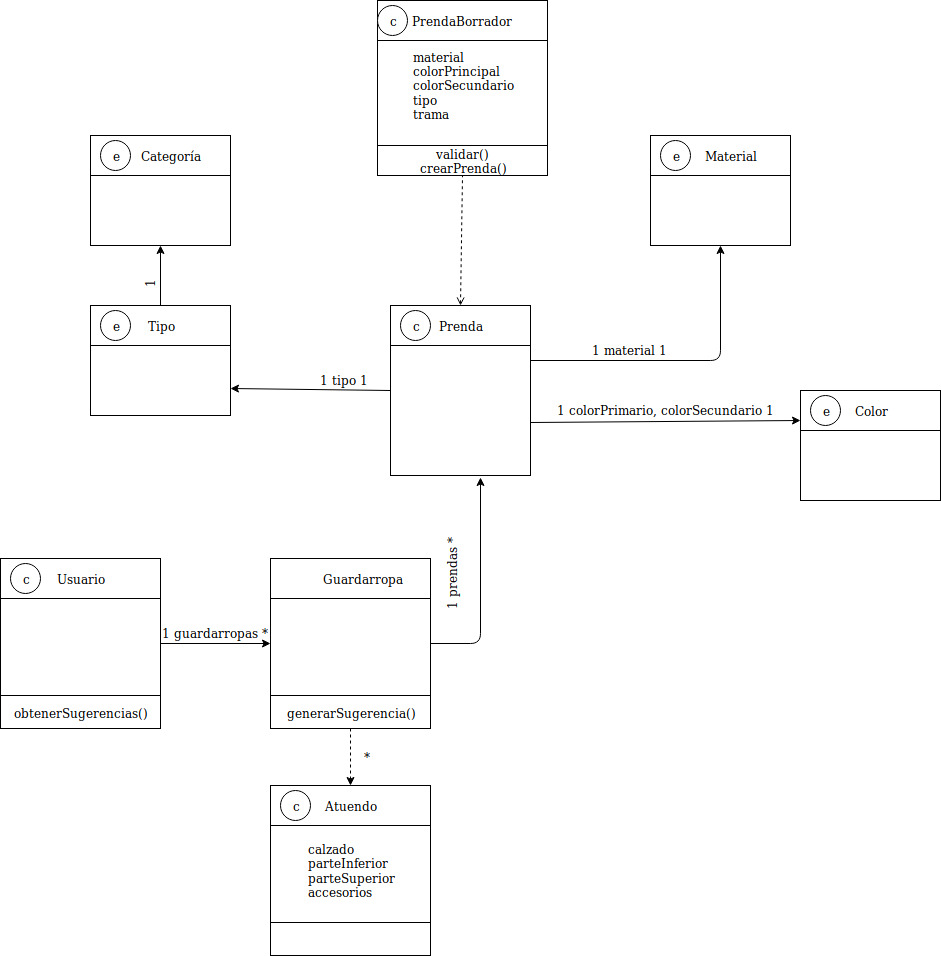 c PrendaBorrador
material
colorPrincipal
colorSecundario
tipo
trama
validar()
crearPrenda()
e Categoría
e Material
1
e Tipo
c Prenda
1 material 1
1 tipo 1
1 colorPrimario, colorSecundario 1
e Color
1 prendas *
c Usuario
Guardarropa
1 guardarropas *
obtenerSugerencias()
generarSugerencia()
*
c Atuendo
calzado
parteInferior
parteSuperior
accesorios